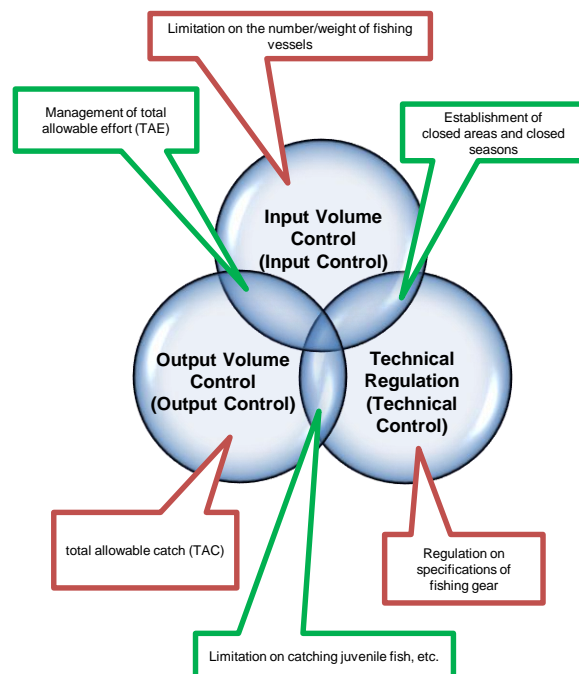 Limitation on the number/weight of fishing
vessels
Management of total
allowable effort (TAE)
Establishment of
closed areas and closed
seasons
Input Volume
Control
(Input Control)
Output Volume
Control
(Output Control)
Technical
Regulation
(Technical
Control)
total allowable catch (TAC)
Regulation on
specifications of
fishing gear
Limitation on catching juvenile fish, etc.